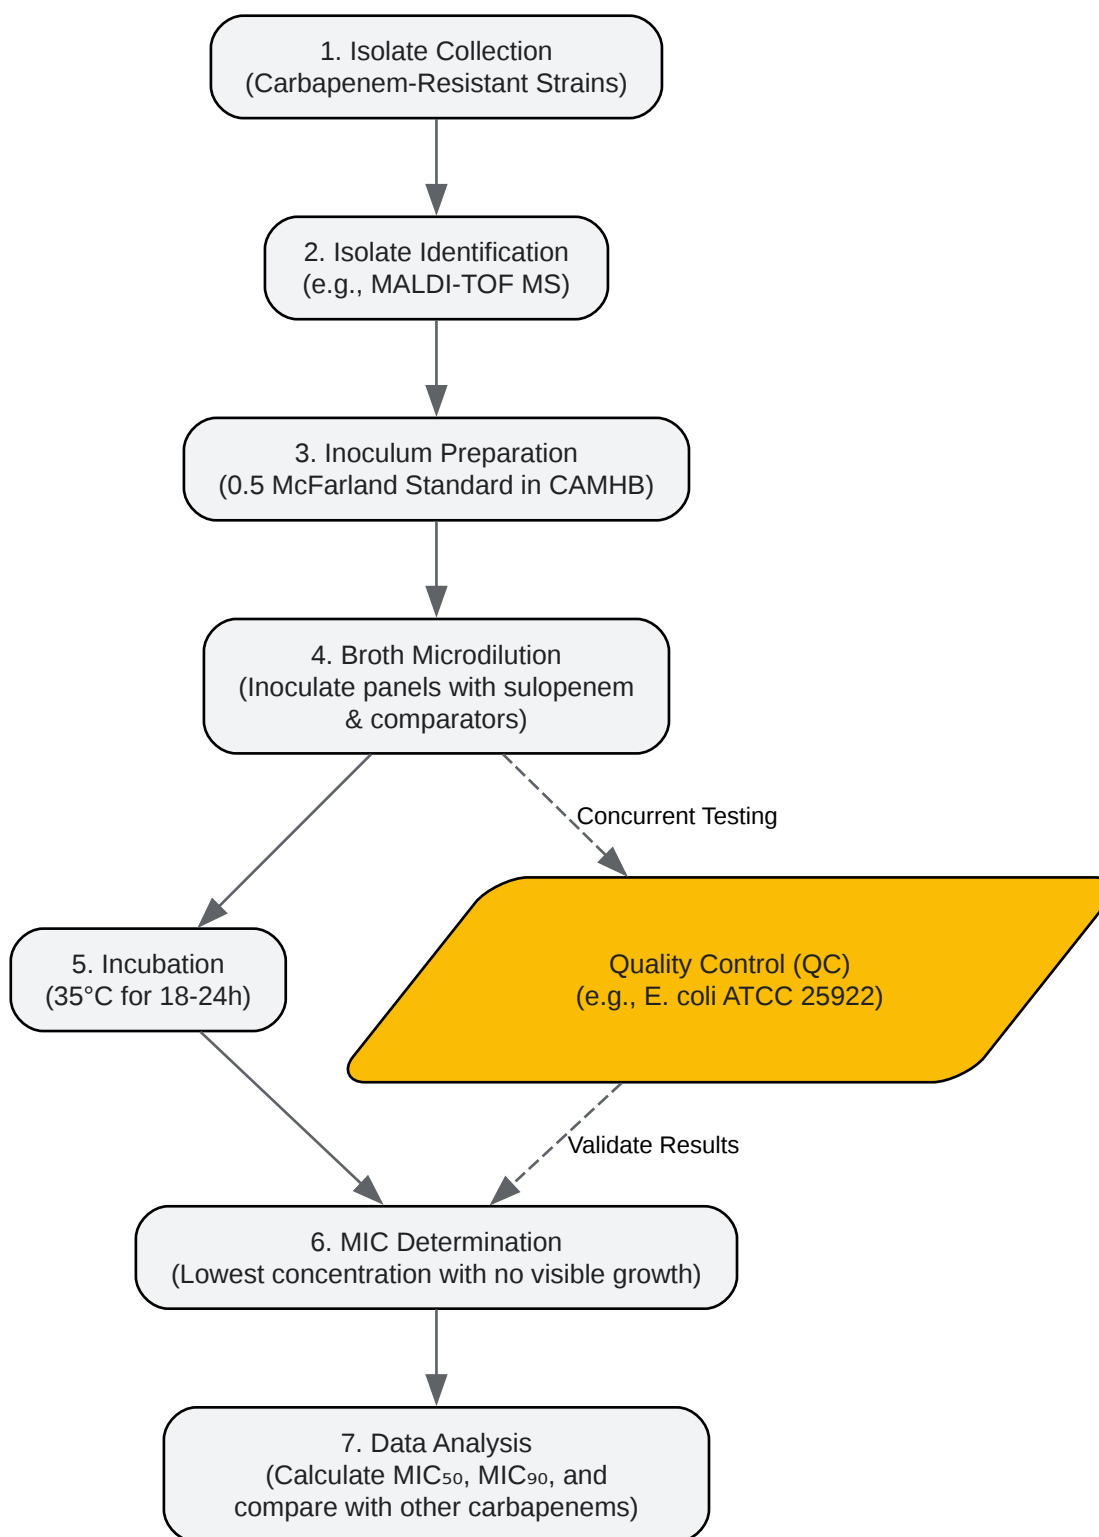 1. Isolate Collection
(Carbapenem-Resistant Strains)
2. Isolate Identification
(e.g., MALDI-TOF MS)
3. Inoculum Preparation
(0.5 McFarland Standard in CAMHB)
4. Broth Microdilution
(Inoculate panels with sulopenem
& comparators)
Concurrent Testing
5. Incubation
(35°C for 18-24h)
Quality Control (QC)
(e.g., E. coli ATCC 25922)
Validate Results
6. MIC Determination
(Lowest concentration with no visible growth)
7. Data Analysis
(Calculate MIC₅₀, MIC₉₀, and
compare with other carbapenems)